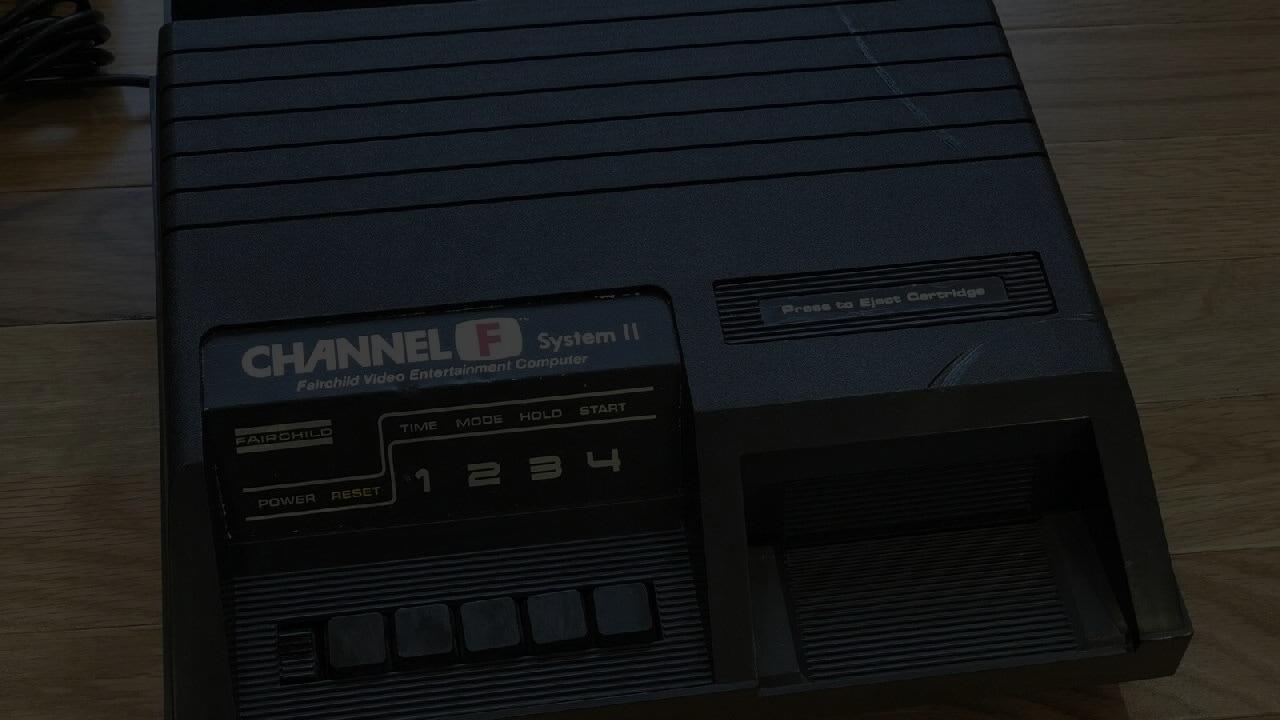 CHANNEL F System II
Fairchild Video Entertainment Computer
Press to Eject Cartridge
FAIRCHILD
TIME MODE HOLD START
1 2 3 4
POWER RESET